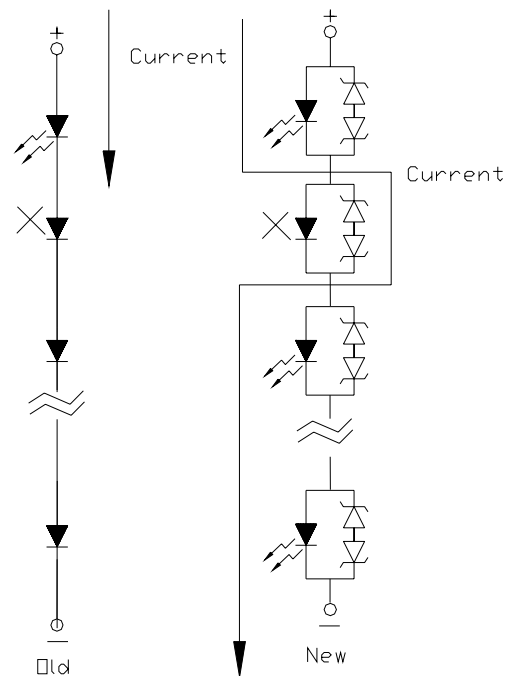 +
+
Current
Current
—
—
Old
New